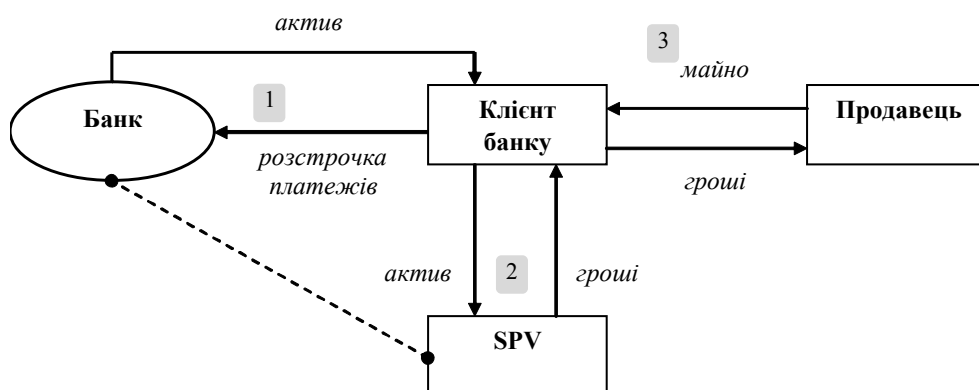 актив
3
майно
Банк
1
Клієнт
банку
Продавець
розстрочка
платежів
гроші
актив
2
гроші
SPV